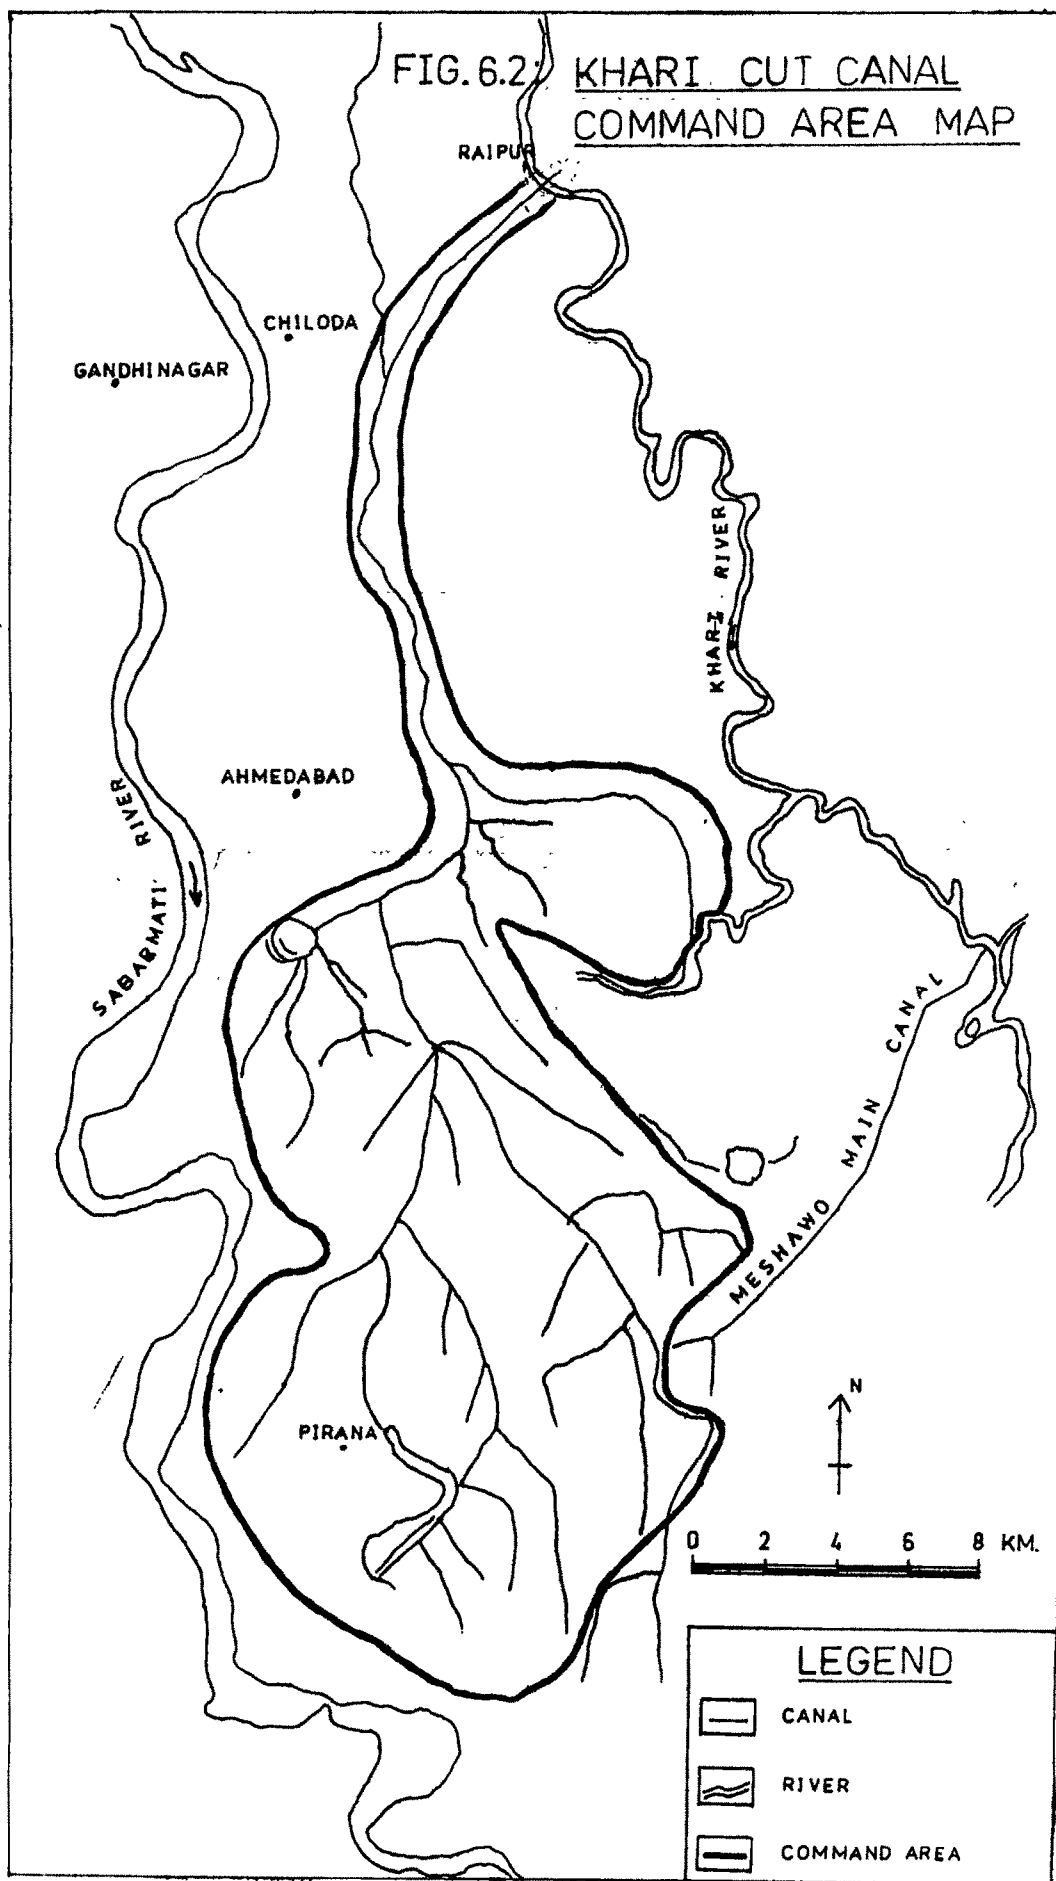 FIG. 6.2: KHARI CUT CANAL
COMMAND AREA MAP
RAIPUR
CHILODA
GANDHINAGAR
KHARI RIVER
AHMEDABAD
SABARMATI RIVER
MESHAWO MAIN CANAL
PIRANA
N
0 2 4 6 8 KM.
LEGEND
CANAL
RIVER
COMMAND AREA